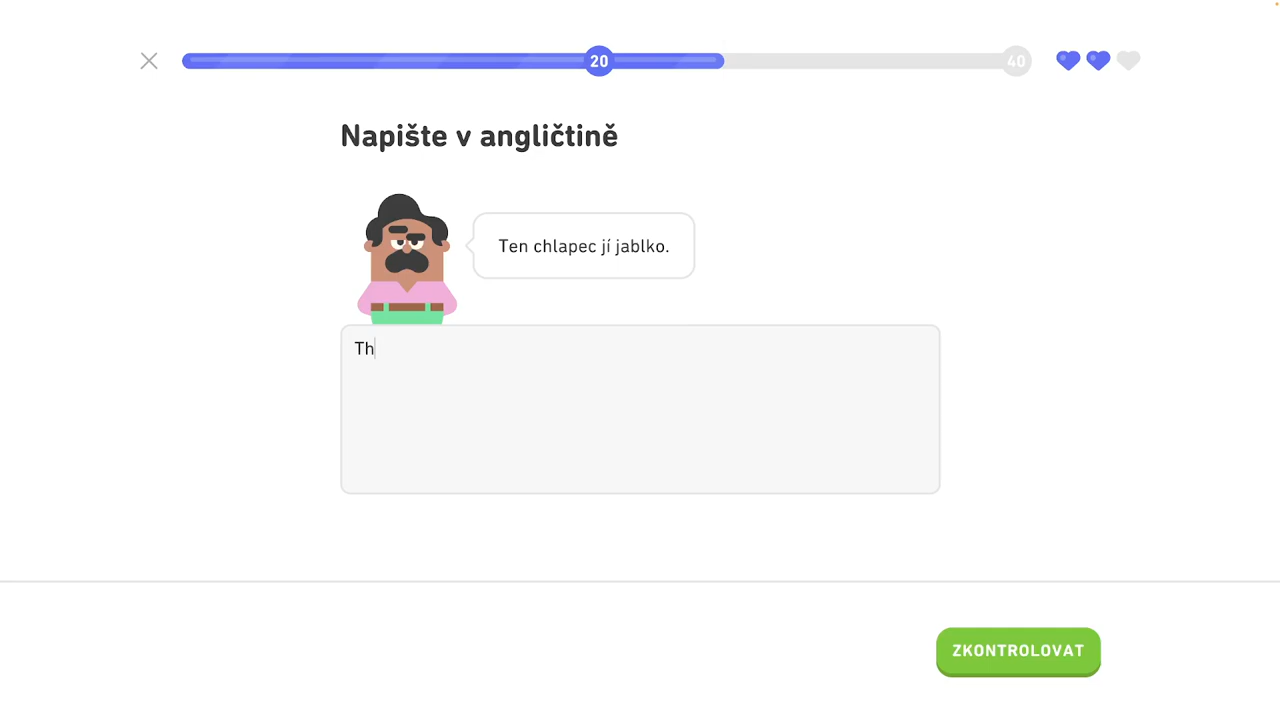 20
40
Napište v angličtině
Ten chlapec jí jablko.
Th
ZKONTROLOVAT